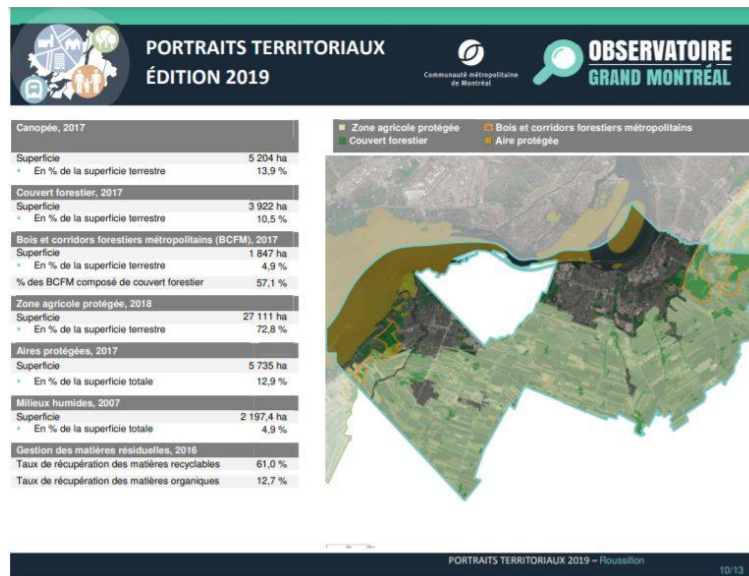 PORTRAITS TERRITORIAUX
ÉDITION 2019
Communauté métropolitaine
de Montréal
OBSERVATOIRE
GRAND MONTRÉAL
Canopée, 2017
Superficie 5 204 ha
• En % de la superficie terrestre 13,9 %
Couvert forestier, 2017
Superficie 3 922 ha
• En % de la superficie terrestre 10,5 %
Bois et corridors forestiers métropolitains (BCFM), 2017
Superficie 1 847 ha
• En % de la superficie terrestre 4,9 %
% des BCFM composé de couvert forestier 57,1 %
Zone agricole protégée, 2018
Superficie 27 111 ha
• En % de la superficie terrestre 72,8 %
Aires protégées, 2017
Superficie 5 735 ha
• En % de la superficie totale 12,9 %
Milieux humides, 2007
Superficie 2 197,4 ha
• En % de la superficie totale 4,9 %
Gestion des matières résiduelles, 2016
Taux de récupération des matières recyclables 61,0 %
Taux de récupération des matières organiques 12,7 %
Zone agricole protégée Bois et corridors forestiers métropolitains
Couvert forestier Aire protégée
PORTRAITS TERRITORIAUX 2019 – Roussillon
10/13